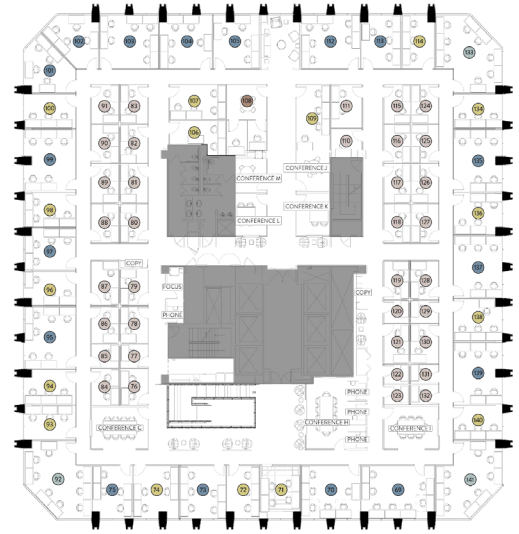 102 103 104 105 112 113 114
133
101
100 91 83 107 108 111 115 124 134
109
90 82 106 110 116 125
99 135
CONFERENCE J
89 81 CONFERENCE M 117 126
98 CONFERENCE K 136
88 80 CONFERENCE L 118 127
97 137
COPY
87 79 FOCUS COPY 119 128
96
PHONE 120 129
86 78 138
95 121 130
85 77
122 131 139
94 84 76 PHONE 123 132
PHONE
93 CONFERENCE G CONFERENCE H CONFERENCE I 140
PHONE
92 141
75 74 73 72 71 70 69